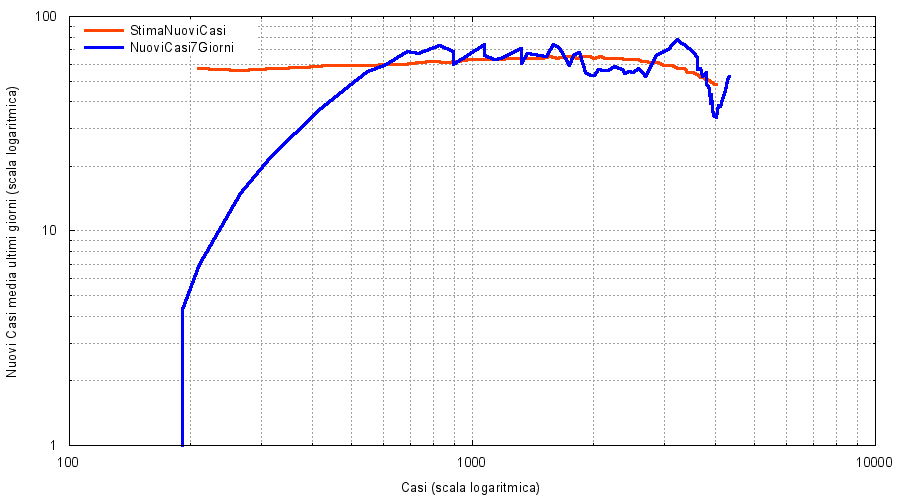 100
StimaNuoviCasi
NuoviCasi7Giorni
10
Nuovi Casi media ultimi giorni (scala logaritmica)
1
100
1000
10000
Casi (scala logaritmica)